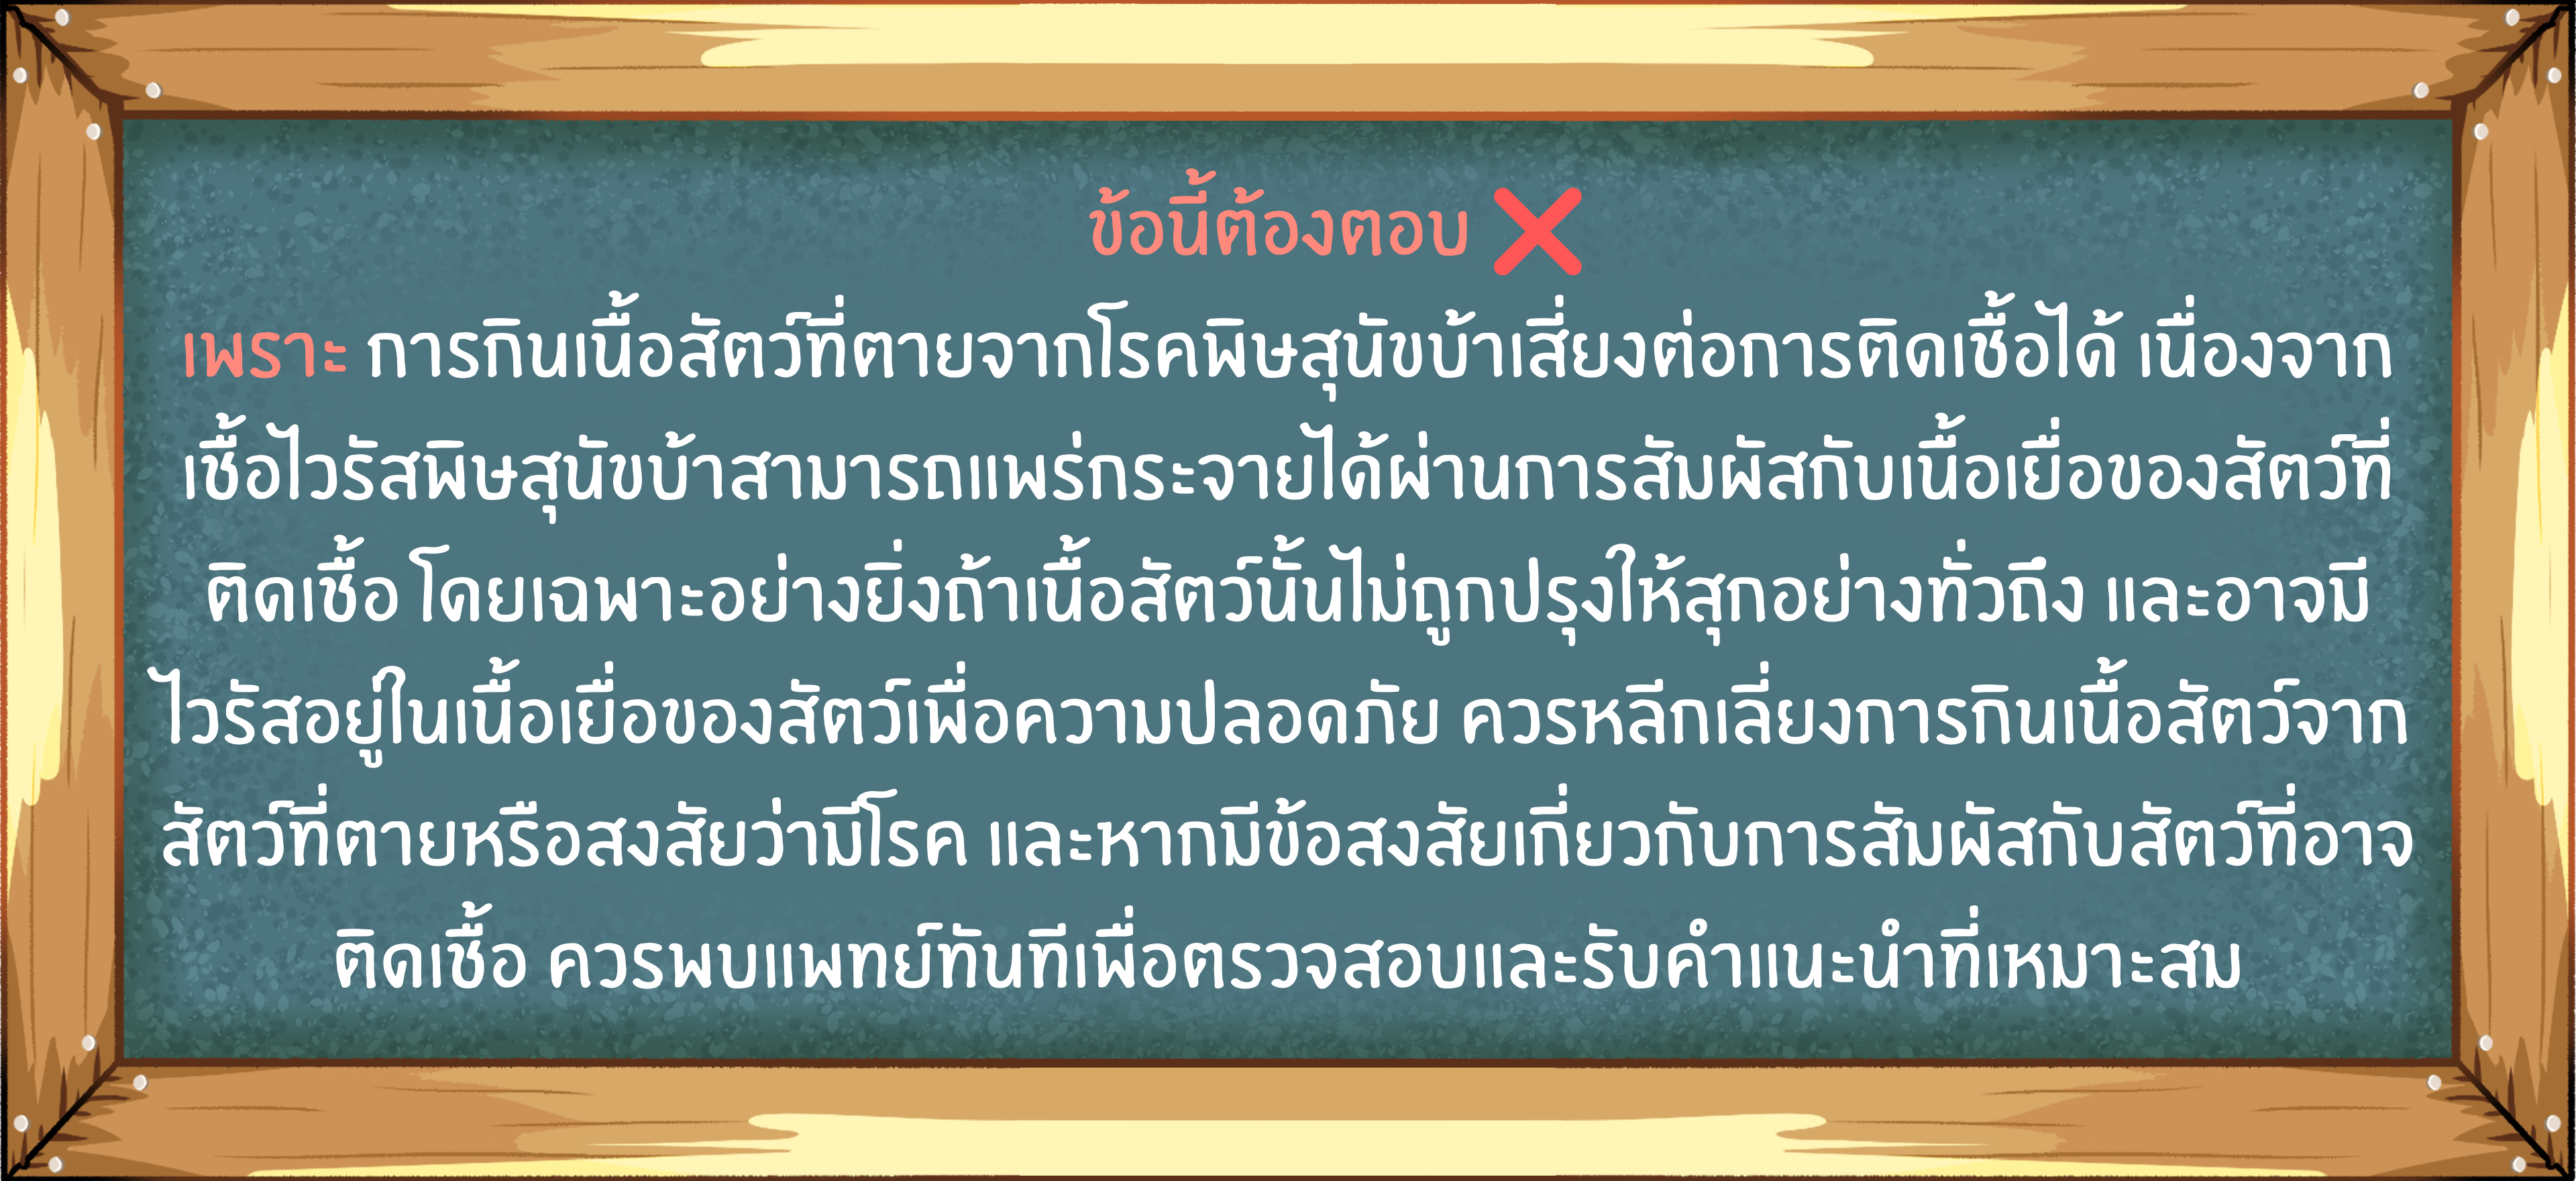 ข้อนี้ต้องตอบ ❌
เพราะ การกินเนื้อสัตว์ที่ตายจากโรคพิษสุนัขบ้าเสี่ยงต่อการติดเชื้อได้ เนื่องจาก
เชื้อไวรัสพิษสุนัขบ้าสามารถแพร่กระจายได้ผ่านการสัมผัสกับเนื้อเยื่อของสัตว์ที่
ติดเชื้อ โดยเฉพาะอย่างยิ่งถ้าเนื้อสัตว์นั้นไม่ถูกปรุงให้สุกอย่างทั่วถึง และอาจมี
ไวรัสอยู่ในเนื้อเยื่อของสัตว์เพื่อความปลอดภัย ควรหลีกเลี่ยงการกินเนื้อสัตว์จาก
สัตว์ที่ตายหรือสงสัยว่ามีโรค และหากมีข้อสงสัยเกี่ยวกับการสัมผัสกับสัตว์ที่อาจ
ติดเชื้อ ควรพบแพทย์ทันทีเพื่อตรวจสอบและรับคำแนะนำที่เหมาะสม